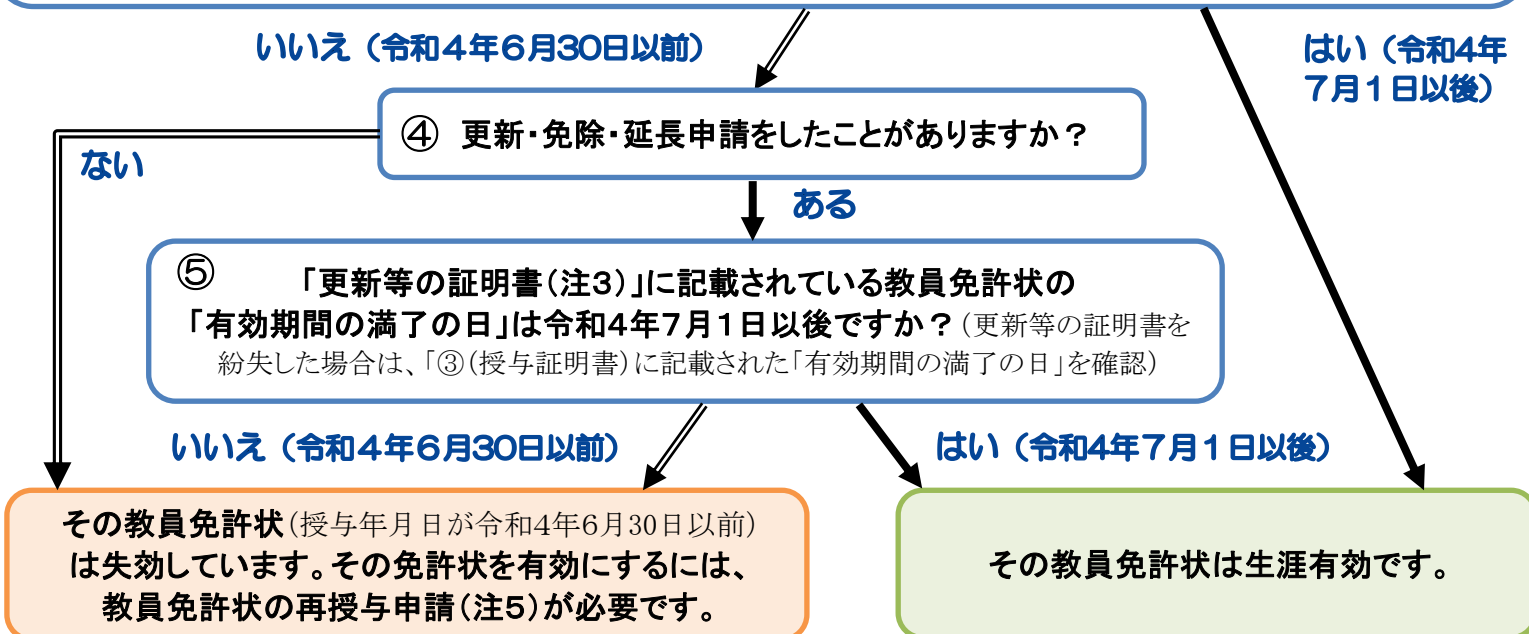 いいえ（令和４年６月３０日以前）
はい（令和4年
７月１日以後）
④ 更新・免除・延長申請をしたことがありますか？
ない
ある
⑤ 「更新等の証明書（注３）」に記載されている教員免許状の
「有効期間の満了の日」は令和４年７月１日以後ですか？（更新等の証明書を
紛失した場合は、「③（授与証明書）に記載された「有効期間の満了の日」を確認）
いいえ（令和４年６月３０日以前）
はい（令和4年７月１日以後）
その教員免許状（授与年月日が令和4年6月30日以前）
は失効しています。その免許状を有効にするには、
教員免許状の再授与申請（注５）が必要です。
その教員免許状は生涯有効です。